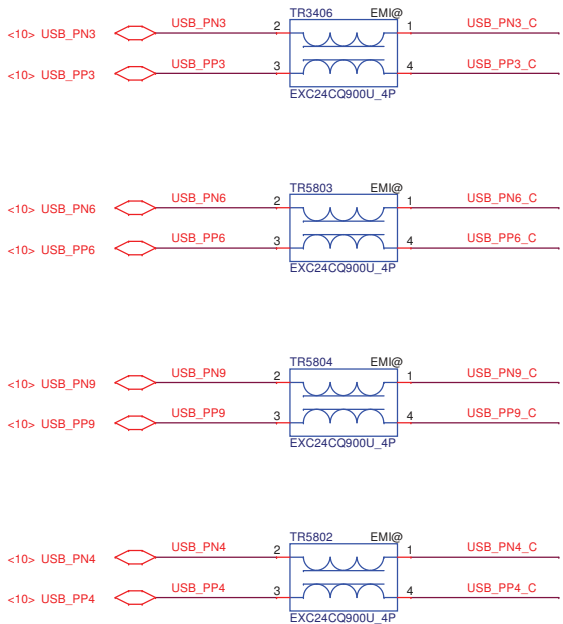 TR3406 EMI@
<10> USB_PN3 USB_PN3 2 1 USB_PN3_C
<10> USB_PP3 USB_PP3 3 4 USB_PP3_C
EXC24CQ900U_4P
TR5803 EMI@
<10> USB_PN6 USB_PN6 2 1 USB_PN6_C
<10> USB_PP6 USB_PP6 3 4 USB_PP6_C
EXC24CQ900U_4P
TR5804 EMI@
<10> USB_PN9 USB_PN9 2 1 USB_PN9_C
<10> USB_PP9 USB_PP9 3 4 USB_PP9_C
EXC24CQ900U_4P
TR5802 EMI@
<10> USB_PN4 USB_PN4 2 1 USB_PN4_C
<10> USB_PP4 USB_PP4 3 4 USB_PP4_C
EXC24CQ900U_4P